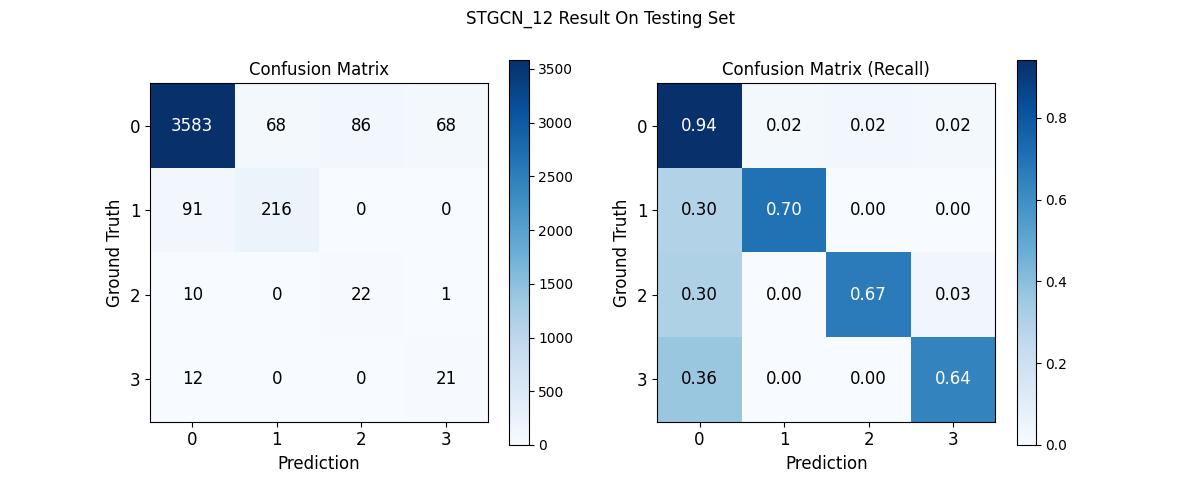 STGCN_12 Result On Testing Set
Confusion Matrix
Ground Truth
0 3583 68 86 68
1 91 216 0 0
2 10 0 22 1
3 12 0 0 21
0 1 2 3
Prediction
3500
3000
2500
2000
1500
1000
500
0
Confusion Matrix (Recall)
Ground Truth
0 0.94 0.02 0.02 0.02
1 0.30 0.70 0.00 0.00
2 0.30 0.00 0.67 0.03
3 0.36 0.00 0.00 0.64
0 1 2 3
Prediction
0.8
0.6
0.4
0.2
0.0